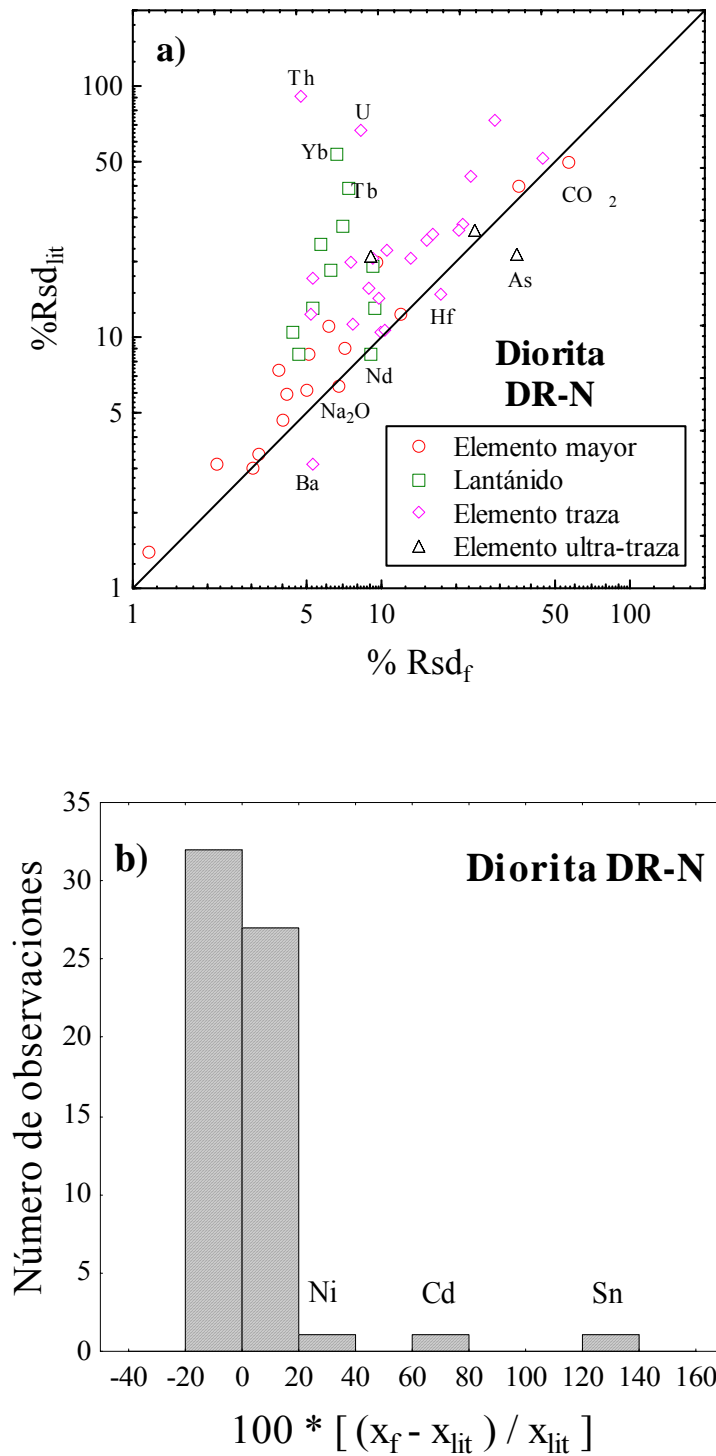 a)
Th
100
U
Yb
50
Tb
CO 2
As
%Rsdlit
Hf
10
Diorita
DR-N
Nd
Na2O
5
Elemento mayor
Ba
Lantánido
Elemento traza
Elemento ultra-traza
1
1 5 10 50 100
% Rsdf
35
b)
Diorita DR-N
30
25
20
Número de observaciones
15
10
5
Ni Cd Sn
0
-40 -20 0 20 40 60 80 100 120 140 160
100 * [ (xf - xlit ) / xlit ]